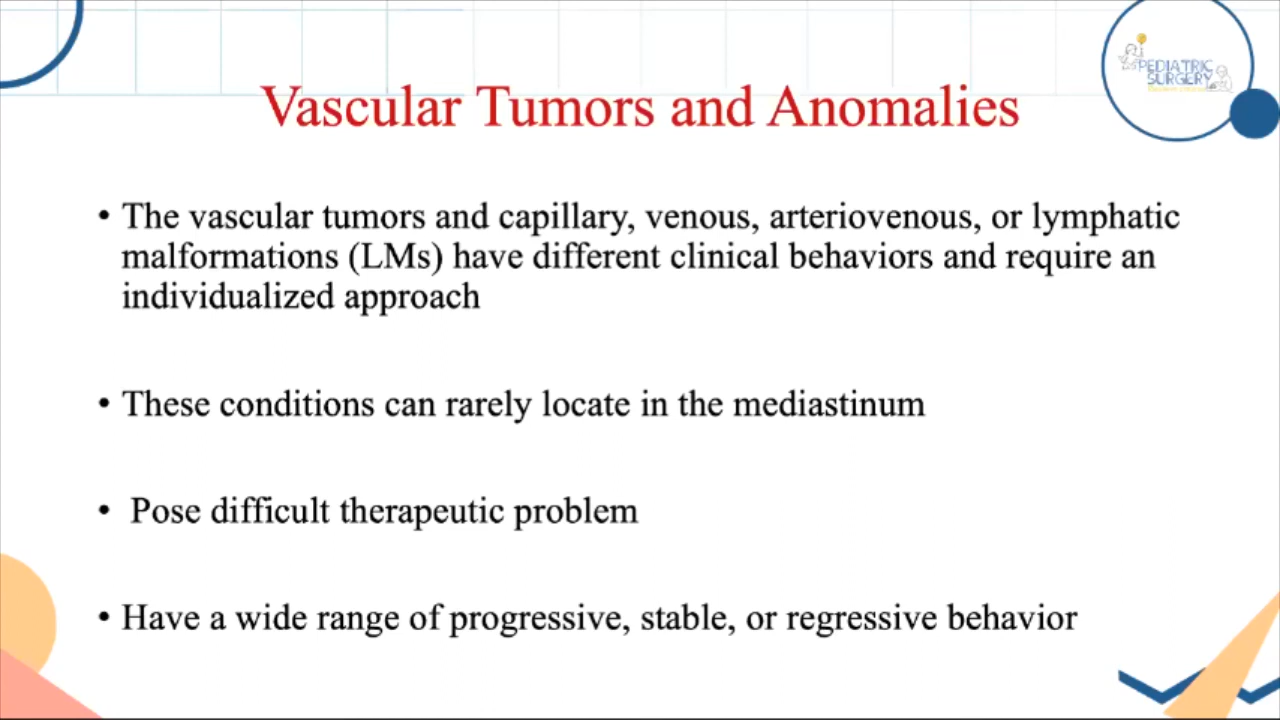 PEDIATRIC
SURGERY
Vascular Tumors and Anomalies
• The vascular tumors and capillary, venous, arteriovenous, or lymphatic
malformations (LMs) have different clinical behaviors and require an
individualized approach
• These conditions can rarely locate in the mediastinum
• Pose difficult therapeutic problem
• Have a wide range of progressive, stable, or regressive behavior